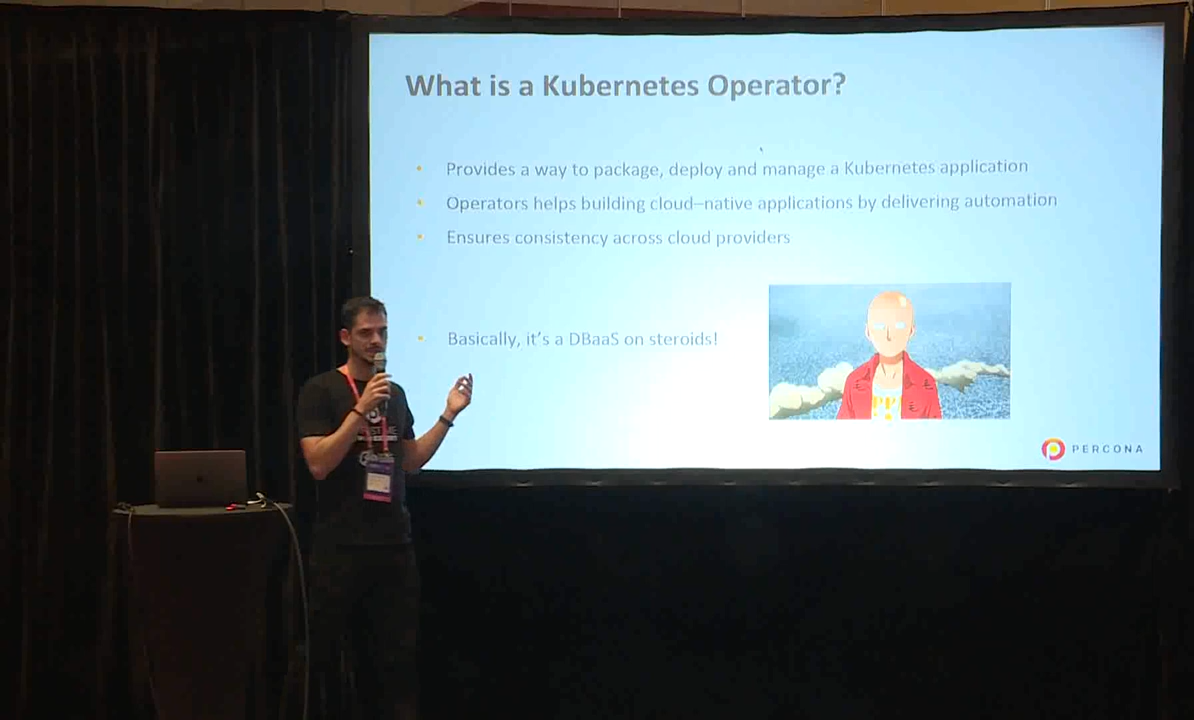 What is a Kubernetes Operator?
Provides a way to package, deploy and manage a Kubernetes application
Operators helps building cloud–native applications by delivering automation
Ensures consistency across cloud providers
Basically, it's a DBaaS on steroids!
PERCONA